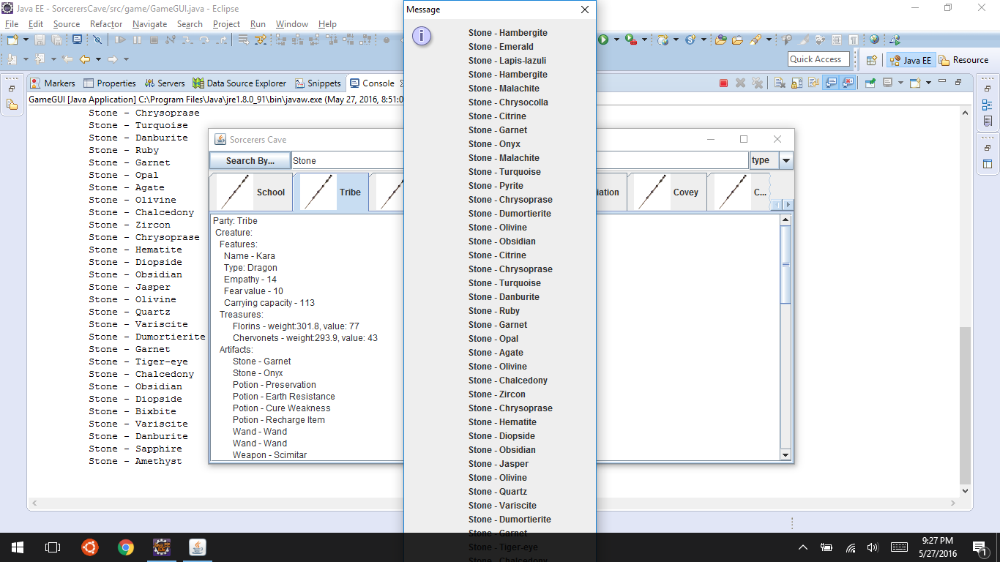 Java EE - SorcerersCave/src/game/GameGUI.java - Eclipse
File Edit Source Refactor Navigate Search Project Run Window Help
Quick Access
Java EE
Resource
Markers Properties Servers Data Source Explorer Snippets Console
GameGUI [Java Application] C:\Program Files\Java\jre1.8.0_91\bin\javaw.exe (May 27, 2016, 8:51:0
Stone - Chrysoprase
Stone - Turquoise
Stone - Danburite
Stone - Ruby
Stone - Garnet
Stone - Opal
Stone - Agate
Stone - Olivine
Stone - Chalcedony
Stone - Zircon
Stone - Chrysoprase
Stone - Hematite
Stone - Diopside
Stone - Obsidian
Stone - Jasper
Stone - Olivine
Stone - Quartz
Stone - Variscite
Stone - Dumortierite
Stone - Garnet
Stone - Tiger-eye
Stone - Chalcedony
Stone - Obsidian
Stone - Diopside
Stone - Bixbite
Stone - Variscite
Stone - Danburite
Stone - Sapphire
Stone - Amethyst
Sorcerers Cave
Search By... Stone type
School Tribe iation Covey C...
Party: Tribe
Creature:
Features:
Name - Kara
Type: Dragon
Empathy - 14
Fear value - 10
Carrying capacity - 113
Treasures:
Florins - weight:301.8, value: 77
Chervonets - weight:293.9, value: 43
Artifacts:
Stone - Garnet
Stone - Onyx
Potion - Preservation
Potion - Earth Resistance
Potion - Cure Weakness
Potion - Recharge Item
Wand - Wand
Wand - Wand
Weapon - Scimitar
Message
Stone - Hambergite
Stone - Emerald
Stone - Lapis-lazuli
Stone - Hambergite
Stone - Malachite
Stone - Chrysocolla
Stone - Citrine
Stone - Garnet
Stone - Onyx
Stone - Malachite
Stone - Turquoise
Stone - Pyrite
Stone - Chrysoprase
Stone - Dumortierite
Stone - Olivine
Stone - Obsidian
Stone - Citrine
Stone - Chrysoprase
Stone - Turquoise
Stone - Danburite
Stone - Ruby
Stone - Garnet
Stone - Opal
Stone - Agate
Stone - Olivine
Stone - Chalcedony
Stone - Zircon
Stone - Chrysoprase
Stone - Hematite
Stone - Diopside
Stone - Obsidian
Stone - Jasper
Stone - Olivine
Stone - Quartz
Stone - Variscite
Stone - Dumortierite
Stone - Garnet
Stone - Tiger-eye
Stone - Chalcedony
Java EE
IDE
9:27 PM
5/27/2016
1